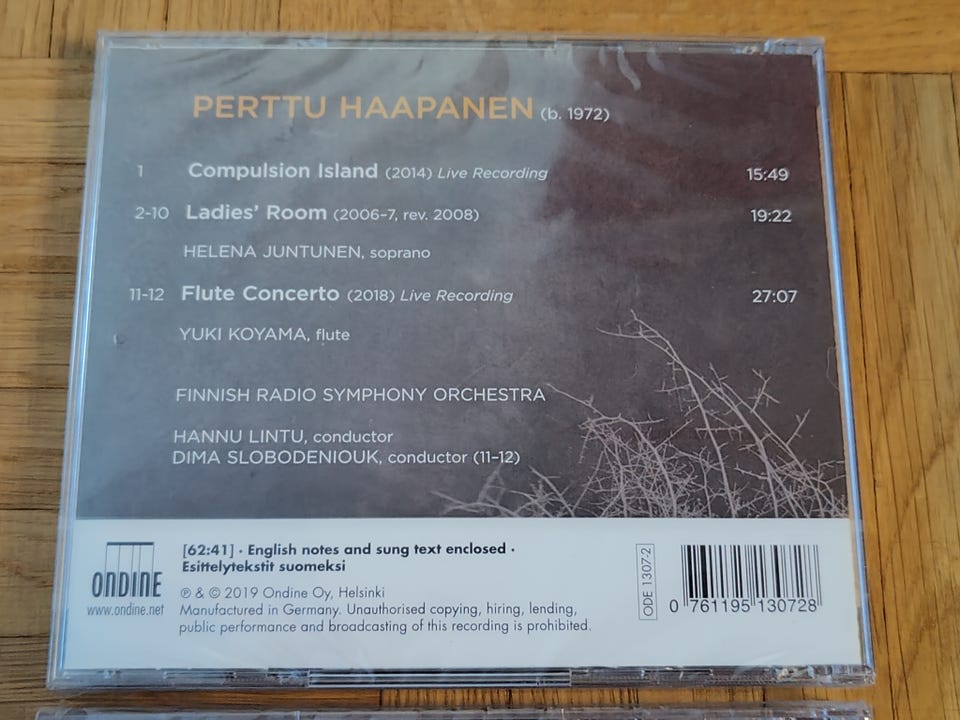 PERTTU HAAPANEN (b. 1972)
1 Compulsion Island (2014) Live Recording 15:49
2-10 Ladies' Room (2006–7, rev. 2008) 19:22
HELENA JUNTUNEN, soprano
11-12 Flute Concerto (2018) Live Recording 27:07
YUKI KOYAMA, flute
FINNISH RADIO SYMPHONY ORCHESTRA
HANNU LINTU, conductor
DIMA SLOBODENIOUK, conductor (11–12)
ONDINE
www.ondine.net
[62:41] · English notes and sung text enclosed ·
Esittelytekstit suomeksi
℗ & © 2019 Ondine Oy, Helsinki
Manufactured in Germany. Unauthorised copying, hiring, lending,
public performance and broadcasting of this recording is prohibited.
ODE 1307-2
0 761195 130728